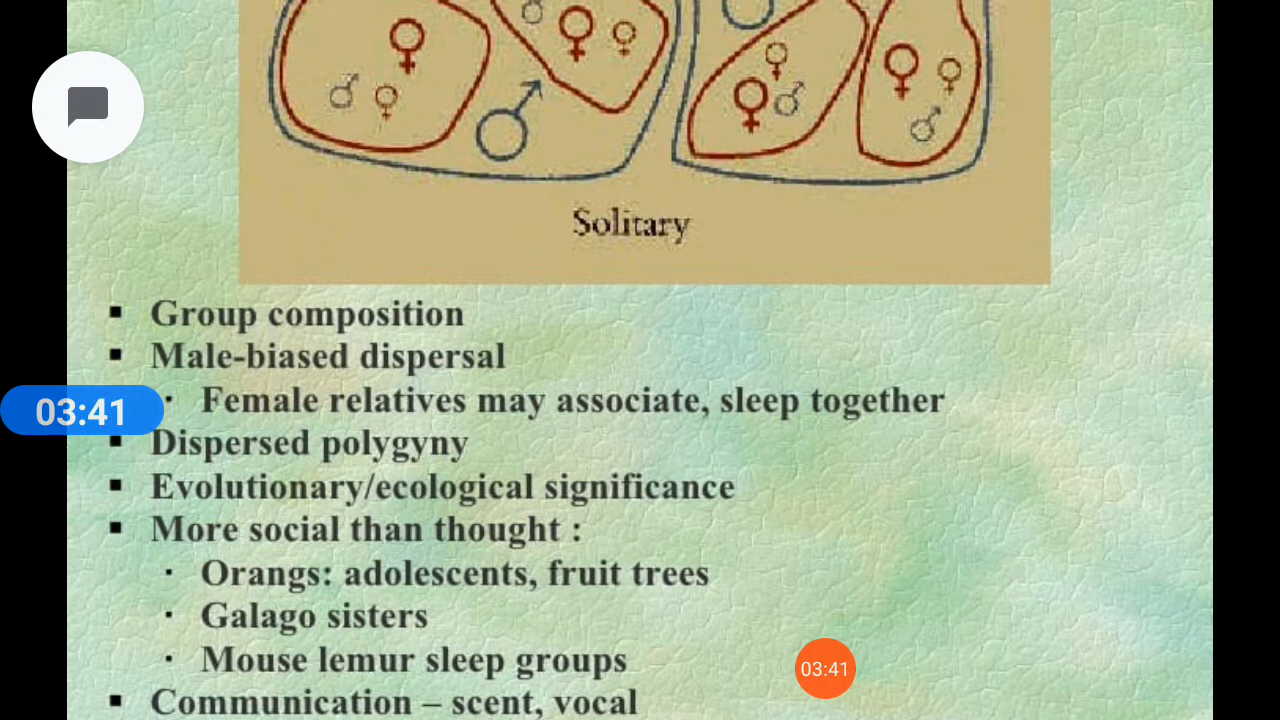 Solitary
▪ Group composition
▪ Male-biased dispersal
03:41
· Female relatives may associate, sleep together
▪ Dispersed polygyny
▪ Evolutionary/ecological significance
▪ More social than thought :
· Orangs: adolescents, fruit trees
· Galago sisters
· Mouse lemur sleep groups
03:41
▪ Communication – scent, vocal